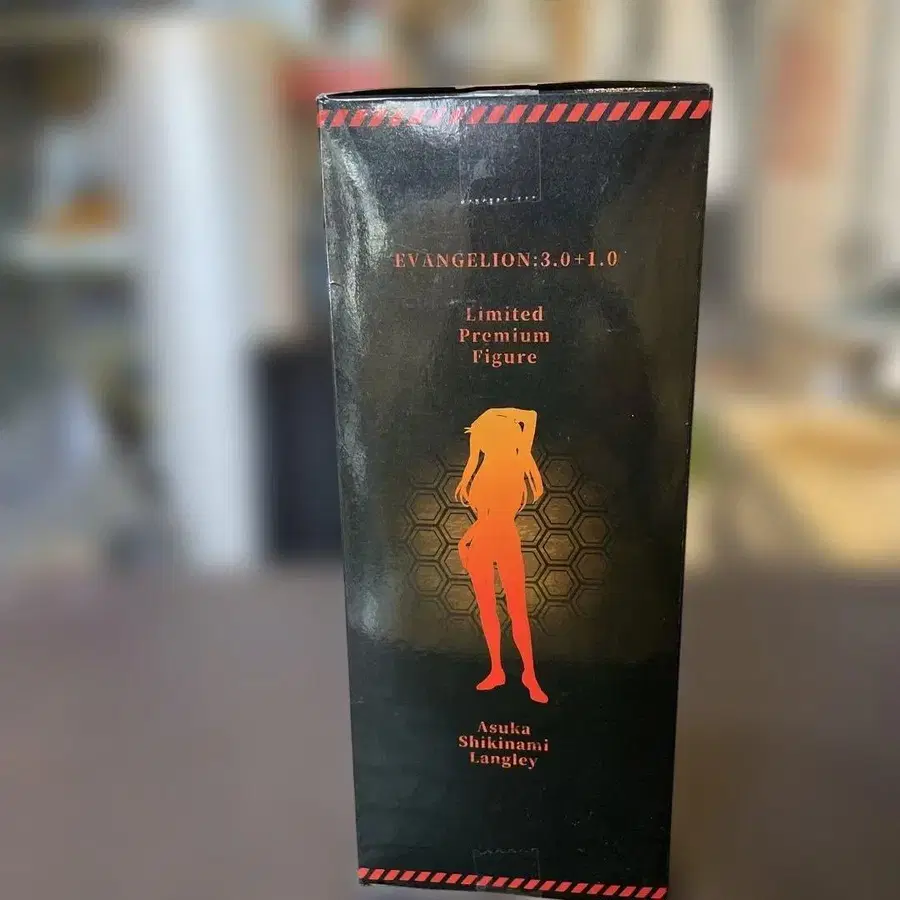 EVANGELION:3.0+1.0
Limited
Premium
Figure
Asuka
Shikinami
Langley